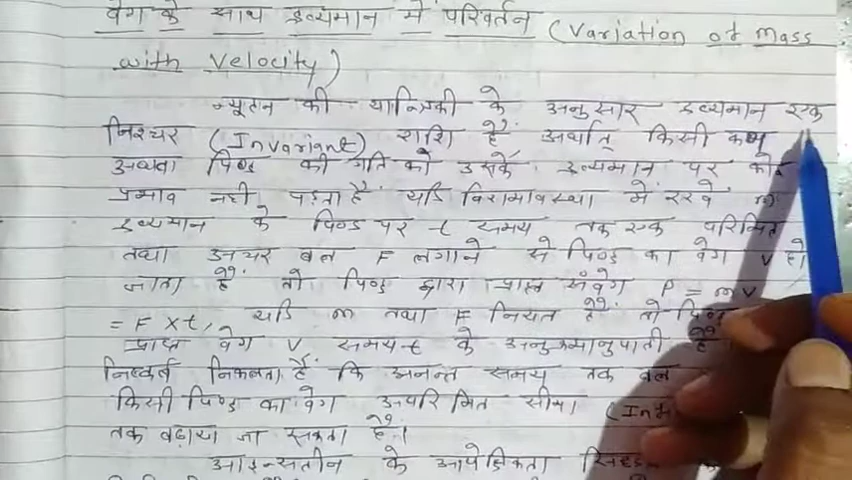 वेग के साथ द्रव्यमान में परिवर्तन (Variation of Mass
with Velocity)
न्यूटन की यान्त्रिकी के अनुसार द्रव्यमान एक
निश्चर (Invariant) राशि है अर्थात् किसी कण
अथवा पिण्ड की गति का उसके द्रव्यमान पर
प्रभाव नहीं पड़ता है यदि विरामावस्था में रखे m
द्रव्यमान के पिण्ड पर t समय तक एक परिमित
तथा अचर बल F लगाने से पिण्ड का वेग v हो
जाता है तो पिण्ड द्वारा प्राप्त संवेग P = mv
= F x t, यदि m तथा F नियत है तो पिण्ड
प्राप्त वेग v समय t के अनुक्रमानुपाती है
निष्कर्ष निकलता है कि अनन्त समय तक बल
किसी पिण्ड का वेग अपरिमित सीमा
तक बढ़ाया जा सकता है।
आइन्सतीन के आपेक्षिकता